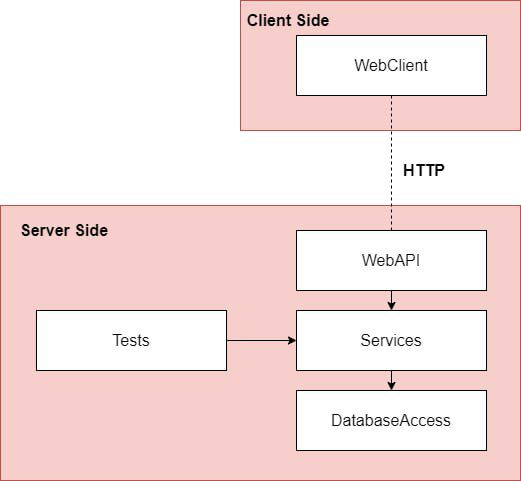 Client Side
WebClient
HTTP
Server Side
WebAPI
Tests
Services
DatabaseAccess